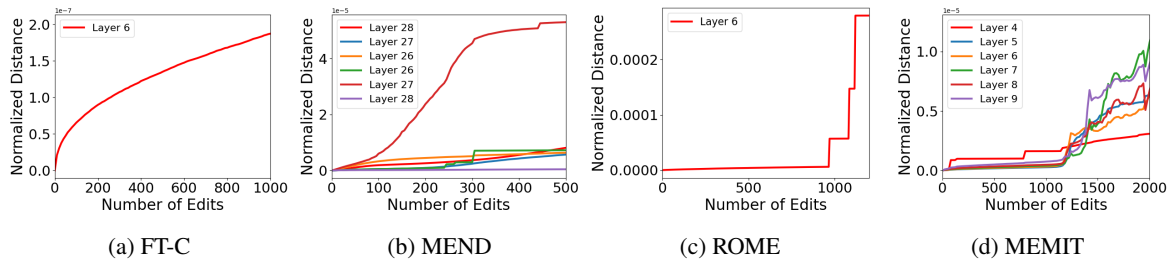 1e-7
2.0
1.5
1.0
0.5
0.0
Normalized Distance
Layer 6
0 200 400 600 800 1000
Number of Edits
(a) FT-C
1e-5
4
2
0
Normalized Distance
Layer 28
Layer 27
Layer 26
Layer 26
Layer 27
Layer 28
0 100 200 300 400 500
Number of Edits
(b) MEND
0.0002
0.0001
0.0000
Normalized Distance
Layer 6
0 500 1000
Number of Edits
(c) ROME
1e-5
1.0
0.5
0.0
Normalized Distance
Layer 4
Layer 5
Layer 6
Layer 7
Layer 8
Layer 9
0 500 1000 1500 2000
Number of Edits
(d) MEMIT